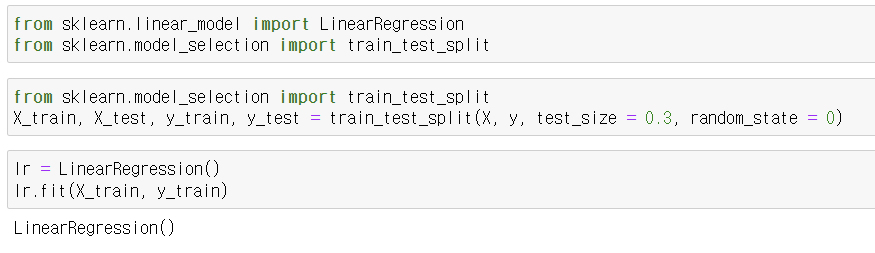 from sklearn.linear_model import LinearRegression
from sklearn.model_selection import train_test_split
from sklearn.model_selection import train_test_split
X_train, X_test, y_train, y_test = train_test_split(X, y, test_size = 0.3, random_state = 0)
lr = LinearRegression()
lr.fit(X_train, y_train)
LinearRegression()